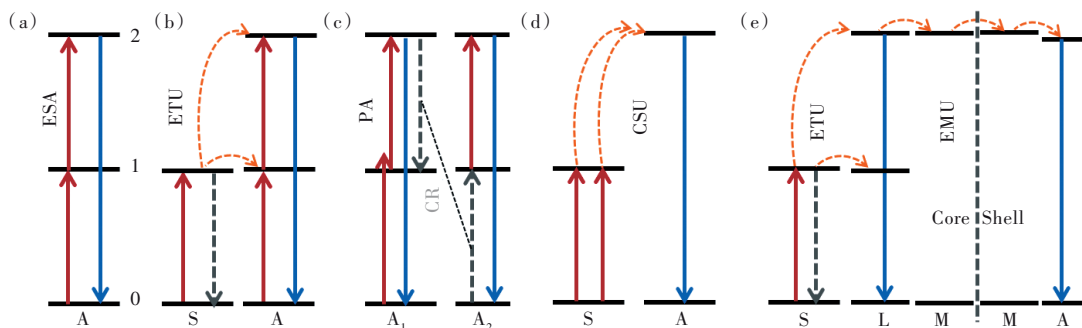 (a) (b) (c) (d) (e)
2
1
0
ESA
ETU
PA
CR
CSU
ETU
EMU
Core Shell
A S A A₁ A₂ S A S L M M A